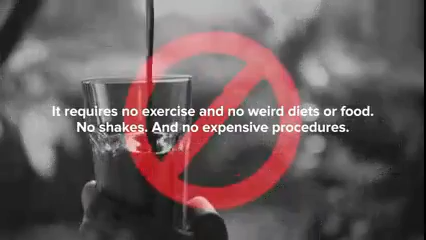 It requires no exercise and no weird diets or food.
No shakes. And no expensive procedures.